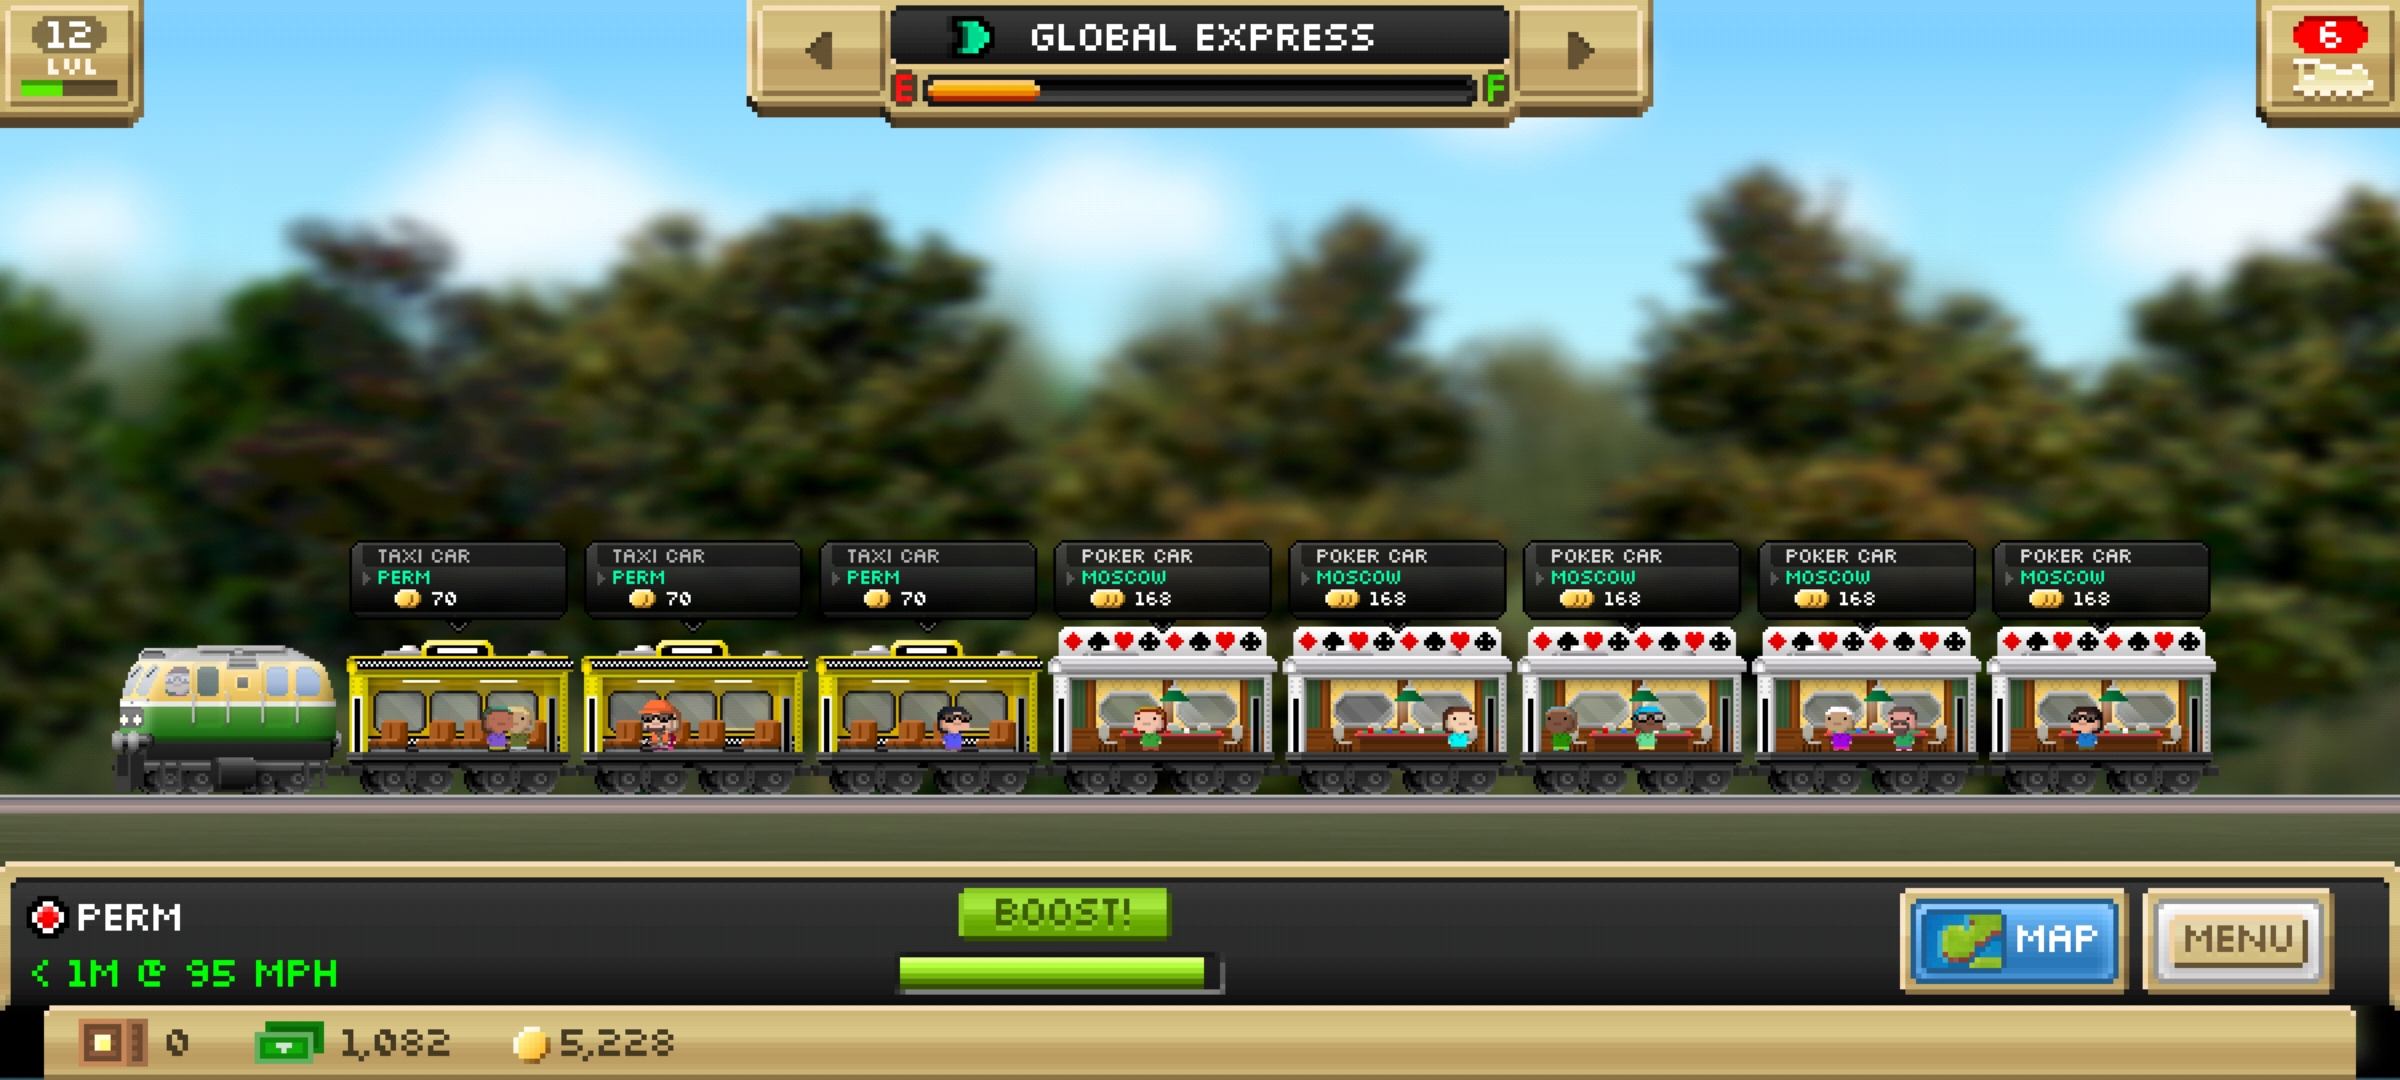 12
LVL
GLOBAL EXPRESS
E F
6
TAXI CAR
PERM
70
TAXI CAR
PERM
70
TAXI CAR
PERM
70
POKER CAR
MOSCOW
168
POKER CAR
MOSCOW
168
POKER CAR
MOSCOW
168
POKER CAR
MOSCOW
168
POKER CAR
MOSCOW
168
PERM
< 1M @ 95 MPH
BOOST!
MAP
MENU
0 1,082 5,228